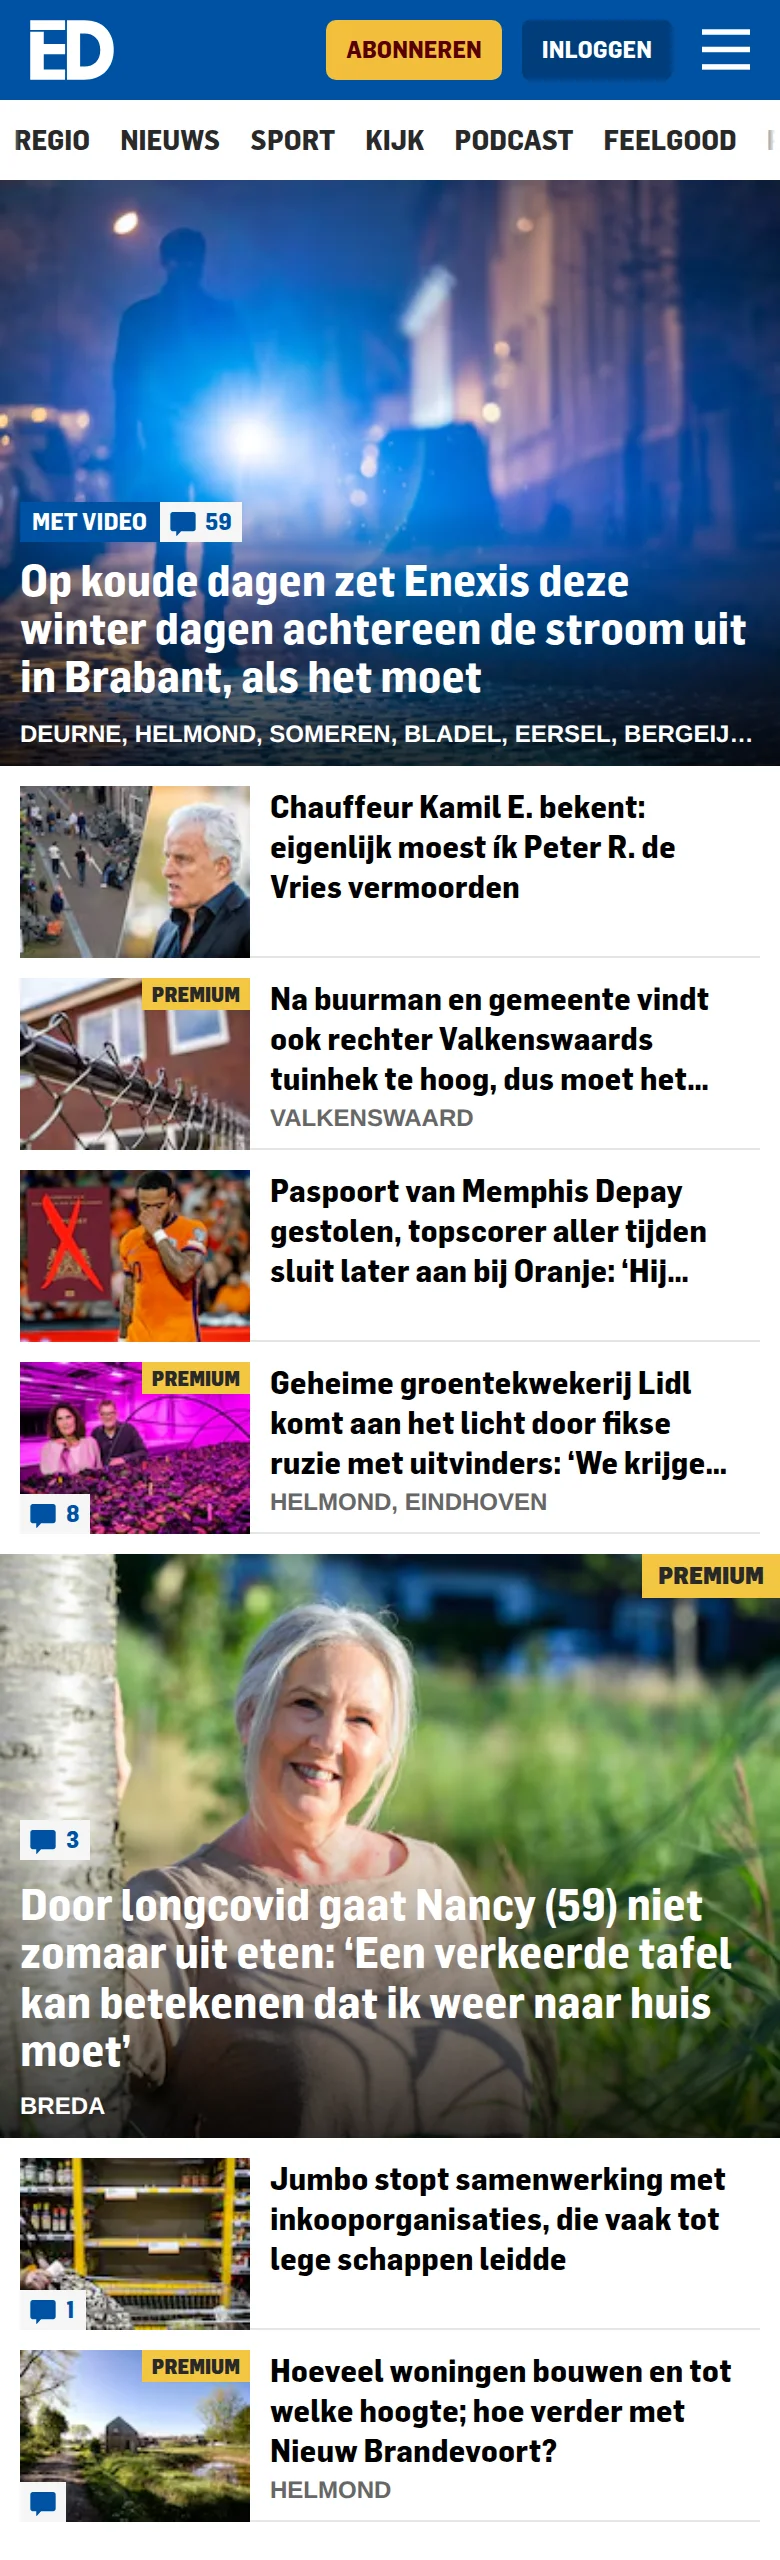 ED
ABONNEREN
INLOGGEN
REGIO NIEUWS SPORT KIJK PODCAST FEELGOOD
MET VIDEO 59
Op koude dagen zet Enexis deze
winter dagen achtereen de stroom uit
in Brabant, als het moet
DEURNE, HELMOND, SOMEREN, BLADEL, EERSEL, BERGEIJ…
Chauffeur Kamil E. bekent:
eigenlijk moest ík Peter R. de
Vries vermoorden
PREMIUM
Na buurman en gemeente vindt
ook rechter Valkenswaards
tuinhek te hoog, dus moet het…
VALKENSWAARD
Paspoort van Memphis Depay
gestolen, topscorer aller tijden
sluit later aan bij Oranje: ‘Hij…
PREMIUM
8
Geheime groentekwekerij Lidl
komt aan het licht door fikse
ruzie met uitvinders: ‘We krijge…
HELMOND, EINDHOVEN
PREMIUM
3
Door longcovid gaat Nancy (59) niet
zomaar uit eten: ‘Een verkeerde tafel
kan betekenen dat ik weer naar huis
moet’
BREDA
1
Jumbo stopt samenwerking met
inkooporganisaties, die vaak tot
lege schappen leidde
PREMIUM
Hoeveel woningen bouwen en tot
welke hoogte; hoe verder met
Nieuw Brandevoort?
HELMOND